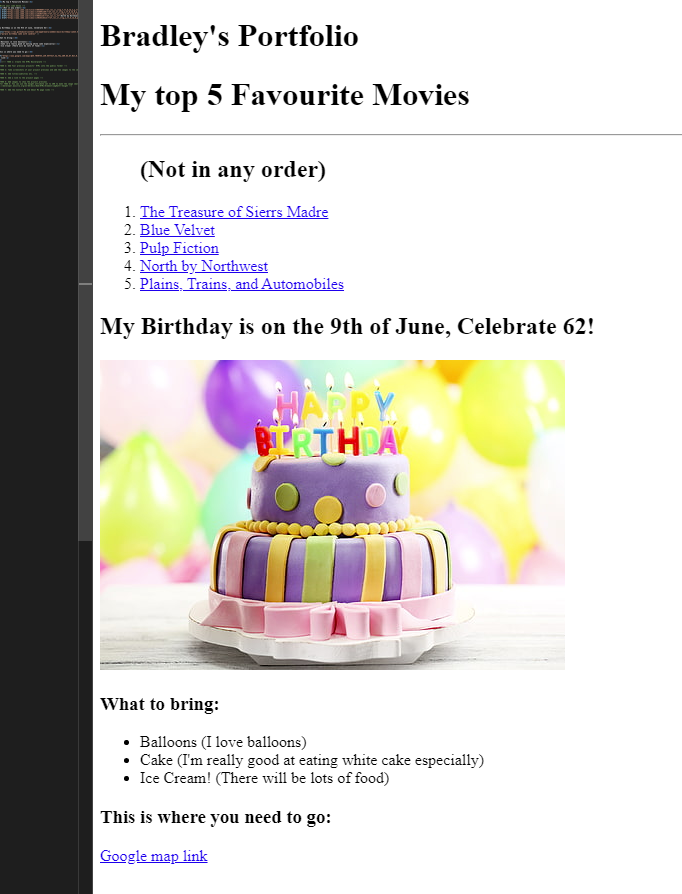 Bradley's Portfolio
My top 5 Favourite Movies
(Not in any order)
1. The Treasure of Sierrs Madre
2. Blue Velvet
3. Pulp Fiction
4. North by Northwest
5. Plains, Trains, and Automobiles
My Birthday is on the 9th of June, Celebrate 62!
HAPPY
BIRTHDAY
What to bring:
• Balloons (I love balloons)
• Cake (I'm really good at eating white cake especially)
• Ice Cream! (There will be lots of food)
This is where you need to go:
Google map link